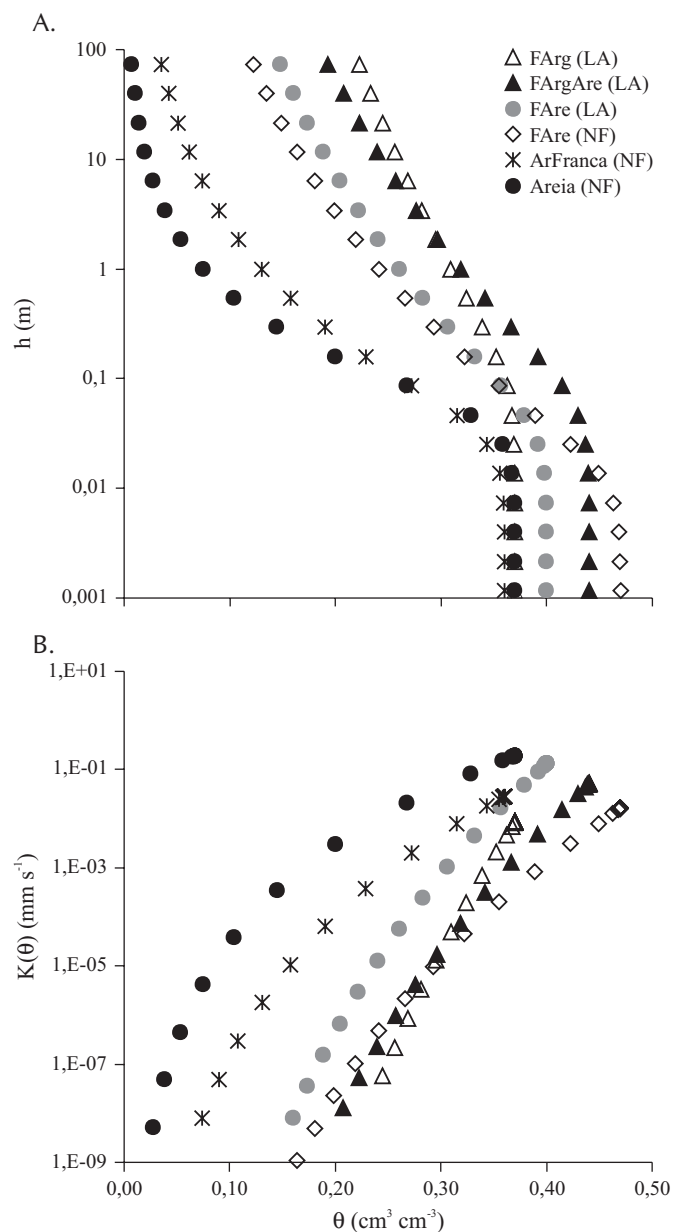 A.
100
10
1
0,1
0,01
0,001
h (m)
FArg (LA)
FArgAre (LA)
FAre (LA)
FAre (NF)
ArFranca (NF)
Areia (NF)
B.
1,E+01
1,E-01
1,E-03
1,E-05
1,E-07
1,E-09
K(θ) (mm s⁻¹)
0,00 0,10 0,20 0,30 0,40 0,50
θ (cm³ cm⁻³)